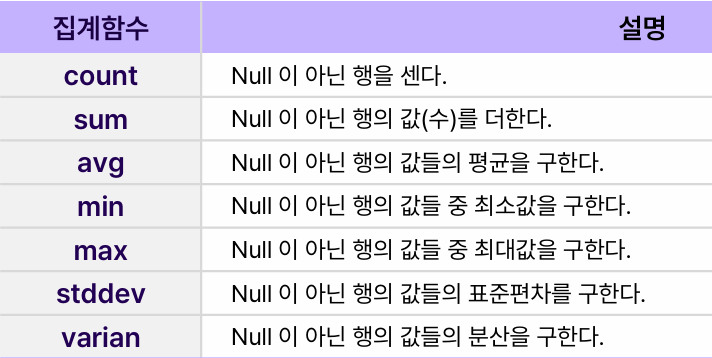 집계함수 설명
count Null 이 아닌 행을 센다.
sum Null 이 아닌 행의 값(수)를 더한다.
avg Null 이 아닌 행의 값들의 평균을 구한다.
min Null 이 아닌 행의 값들 중 최소값을 구한다.
max Null 이 아닌 행의 값들 중 최대값을 구한다.
stddev Null 이 아닌 행의 값들의 표준편차를 구한다.
varian Null 이 아닌 행의 값들의 분산을 구한다.